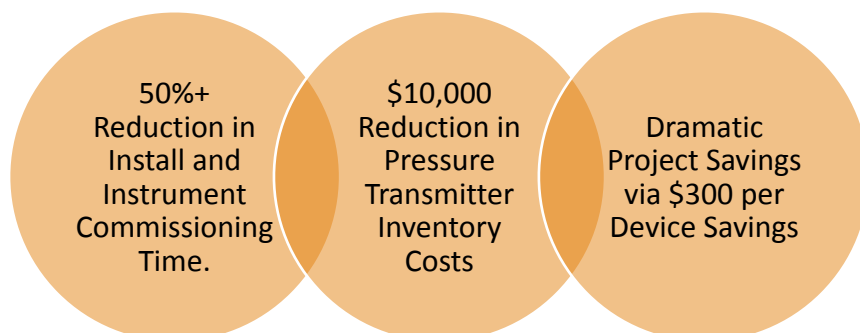 50%+
Reduction in
Install and
Instrument
Commissioning
Time.
$10,000
Reduction in
Pressure
Transmitter
Inventory
Costs
Dramatic
Project Savings
via $300 per
Device Savings